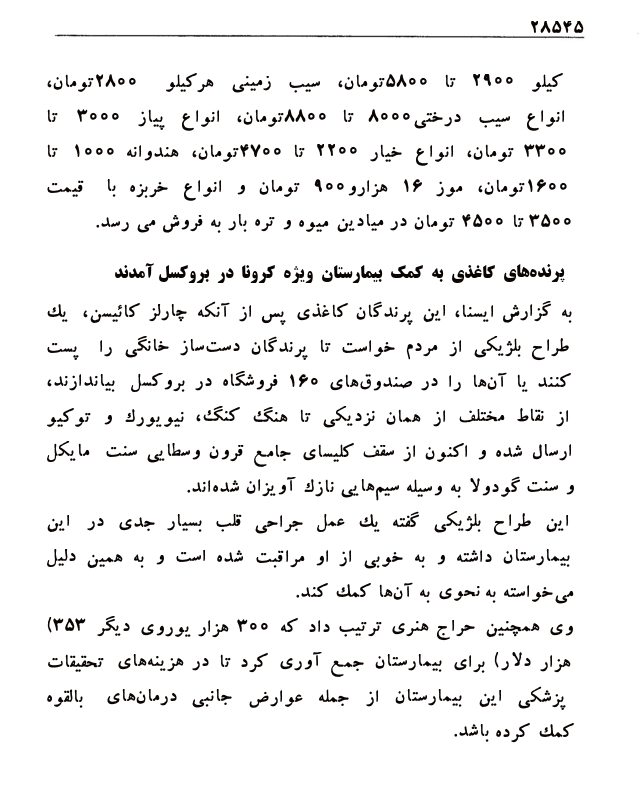 ۲۸۵۴۵
کیلو ۲۹۰۰ تا ۵۸۰۰تومان، سیب زمینی هرکیلو ۲۸۰۰تومان،
انواع سیب درختی۸۰۰۰ تا ۸۸۰۰تومان، انواع پیاز ۳۰۰۰ تا
۳۳۰۰ تومان، انواع خیار ۲۲۰۰ تا ۴۷۰۰تومان، هندوانه ۱۰۰۰ تا
۱۶۰۰تومان، موز ۱۶ هزارو۹۰۰ تومان و انواع خربزه با قیمت
۳۵۰۰ تا ۴۵۰۰ تومان در میادین میوه و تره بار به فروش می رسد.
پرنده‌های کاغذی به کمک بیمارستان ویژه کرونا در بروکسل آمدند
به گزارش ایسنا، این پرندگان کاغذی پس از آنکه چارلز کائیسن، یك
طراح بلژیکی از مردم خواست تا پرندگان دست‌ساز خانگی را پست
کنند یا آن‌ها را در صندوق‌های ۱۶۰ فروشگاه در بروکسل بیاندازند،
از نقاط مختلف از همان نزدیکی تا هنگ کنگ، نیویورك و توکیو
ارسال شده و اکنون از سقف کلیسای جامع قرون وسطایی سنت مایکل
و سنت گودولا به وسیله سیم‌هایی نازك آویزان شده‌اند.
این طراح بلژیکی گفته یك عمل جراحی قلب بسیار جدی در این
بیمارستان داشته و به خوبی از او مراقبت شده است و به همین دلیل
می‌خواسته به نحوی به آن‌ها کمك کند.
وی همچنین حراج هنری ترتیب داد که ۳۰۰ هزار یوروی دیگر ۳۵۳)
هزار دلار) برای بیمارستان جمع آوری کرد تا در هزینه‌های تحقیقات
پزشکی این بیمارستان از جمله عوارض جانبی درمان‌های بالقوه
کمك کرده باشد.